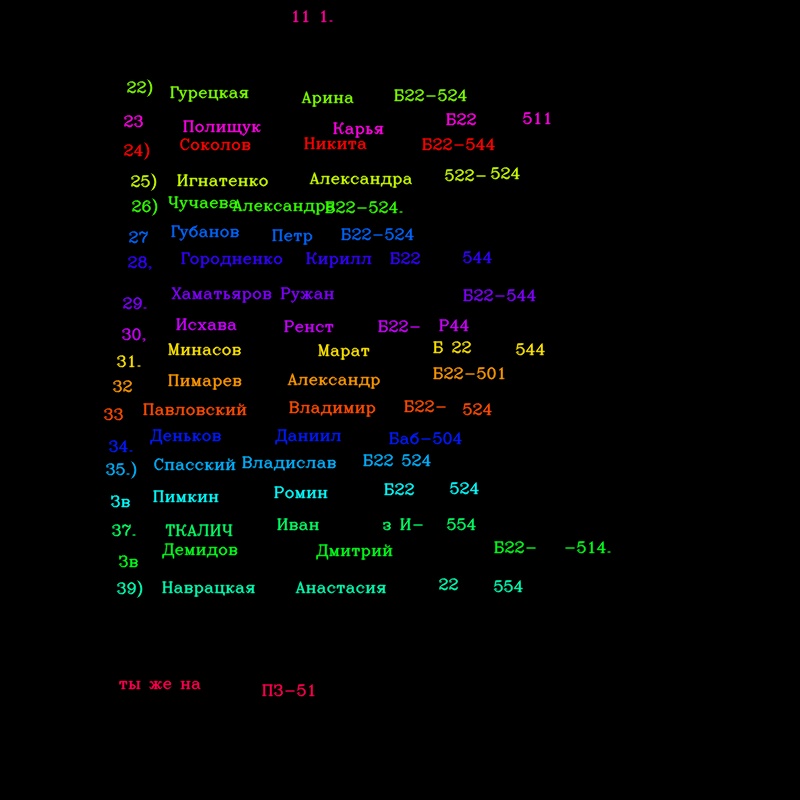 11 1.
22) Гурецкая Арина Б22-524
23 Полищук Карья Б22 511
24) Соколов Никита Б22-544
25) Игнатенко Александра 522- 524
26) Чучаева Александра Б22-524.
27 Губанов Петр Б22-524
28, Городненко Кирилл Б22 544
29. Хаматьяров Ружан Б22-544
30, Исхава Ренст Б22- Р44
31. Минасов Марат Б 22 544
32 Пимарев Александр Б22-501
33 Павловский Владимир Б22- 524
34. Деньков Даниил Баб-504
35.) Спасский Владислав Б22 524
3в Пимкин Ромин Б22 524
37. ТКАЛИЧ Иван з И- 554
3в Демидов Дмитрий Б22- -514.
39) Наврацкая Анастасия 22 554
ты же на ПЗ-51